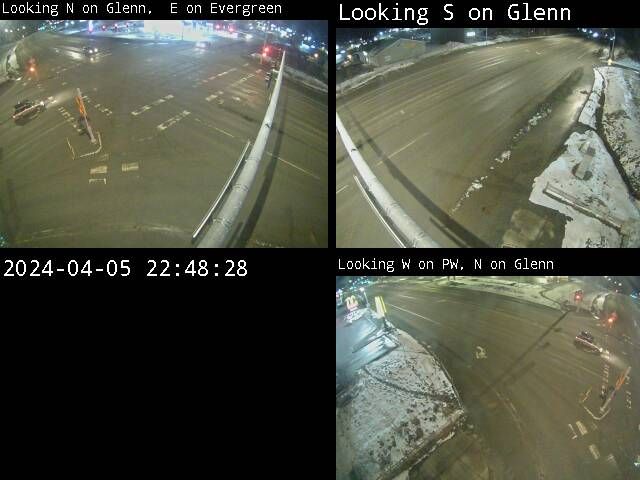 Looking N on Glenn, E on Evergreen
Looking S on Glenn
2024-04-05 22:48:28
Looking W on PW, N on Glenn